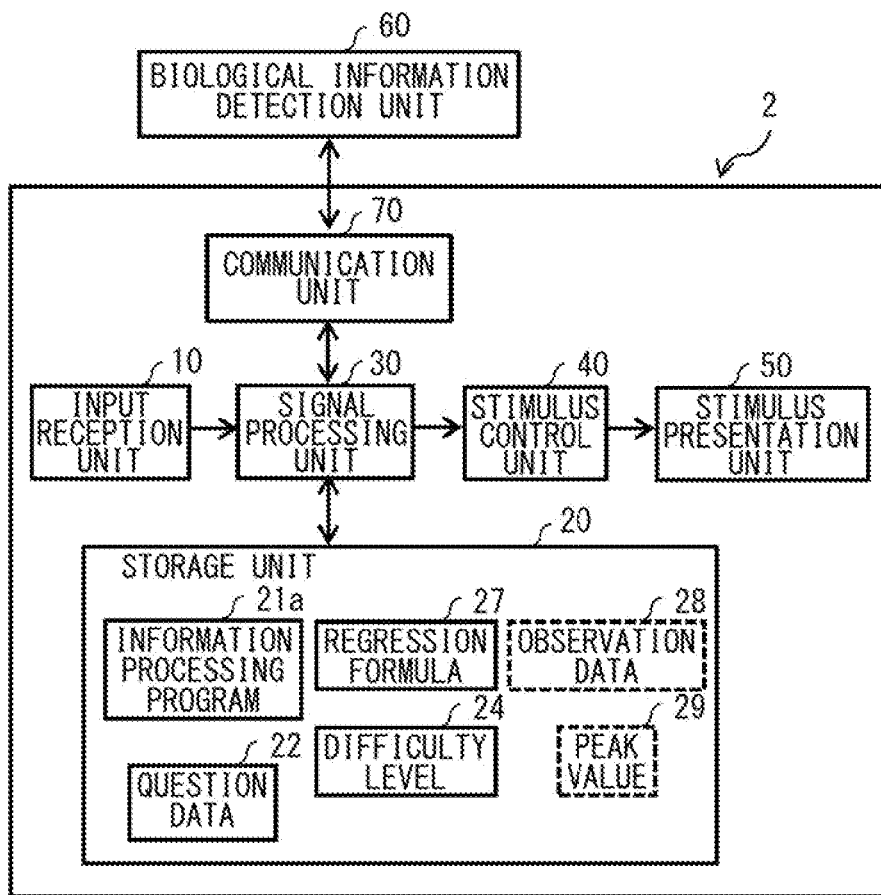 60
BIOLOGICAL INFORMATION
DETECTION UNIT
2
70
COMMUNICATION
UNIT
10
INPUT
RECEPTION
UNIT
30
SIGNAL
PROCESSING
UNIT
40
STIMULUS
CONTROL
UNIT
50
STIMULUS
PRESENTATION
UNIT
20
STORAGE UNIT
21a
INFORMATION
PROCESSING
PROGRAM
27
REGRESSION
FORMULA
28
OBSERVATION
DATA
22
QUESTION
DATA
24
DIFFICULTY
LEVEL
29
PEAK
VALUE